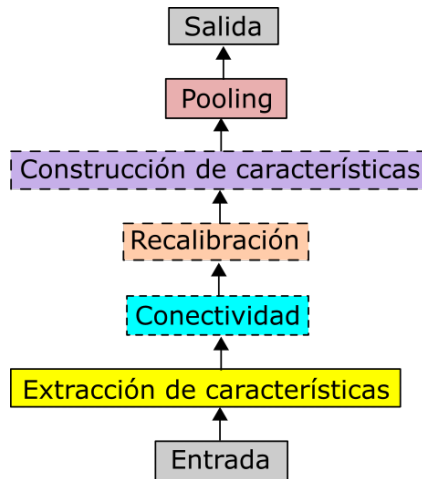 Salida
Pooling
Construcción de características
Recalibración
Conectividad
Extracción de características
Entrada